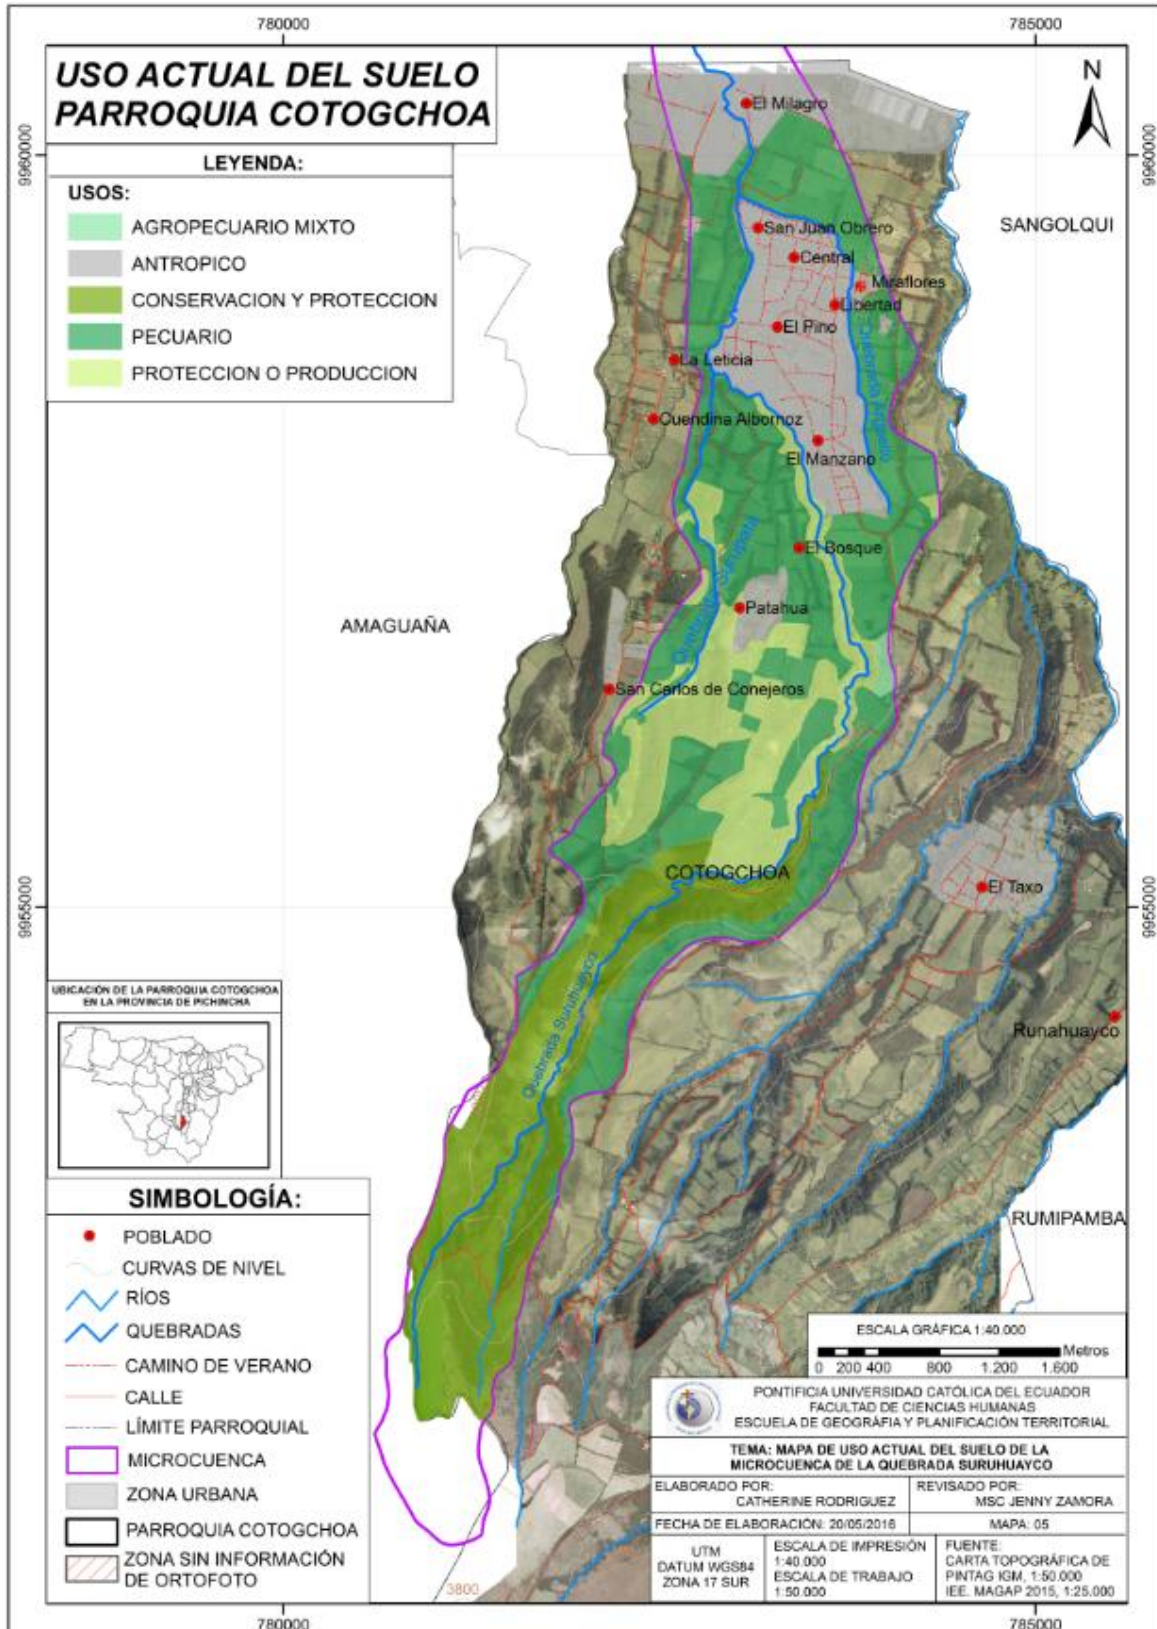 780000
785000
USO ACTUAL DEL SUELO
PARROQUIA COTOGCHOA
N
LEYENDA:
USOS:
AGROPECUARIO MIXTO
ANTROPICO
CONSERVACION Y PROTECCION
PECUARIO
PROTECCION O PRODUCCION
9960000
9960000
El Milagro
SANGOLQUI
San Juan Obrero
Central
Miraflores
Libertad
El Pino
La Leticia
Cuendina Albornoz
El Manzano
El Bosque
Patahua
AMAGUAÑA
San Carlos de Conejeros
COTOGCHOA
El Taxo
9955000
9955000
Quebrada Suruhuayco
Runahuayco
RUMIPAMBA
UBICACIÓN DE LA PARROQUIA COTOGCHOA
EN LA PROVINCIA DE PICHINCHA
SIMBOLOGÍA:
POBLADO
CURVAS DE NIVEL
RÍOS
QUEBRADAS
CAMINO DE VERANO
CALLE
LÍMITE PARROQUIAL
MICROCUENCA
ZONA URBANA
PARROQUIA COTOGCHOA
ZONA SIN INFORMACIÓN
DE ORTOFOTO
3800
ESCALA GRÁFICA 1:40.000
Metros
0 200 400 800 1.200 1.600
PONTIFICIA UNIVERSIDAD CATÓLICA DEL ECUADOR
FACULTAD DE CIENCIAS HUMANAS
ESCUELA DE GEOGRÁFIA Y PLANIFICACIÓN TERRITORIAL
TEMA: MAPA DE USO ACTUAL DEL SUELO DE LA
MICROCUENCA DE LA QUEBRADA SURUHUAYCO
ELABORADO POR:
CATHERINE RODRIGUEZ
REVISADO POR:
MSC JENNY ZAMORA
FECHA DE ELABORACIÓN: 20/05/2016
MAPA: 05
UTM
DATUM WGS84
ZONA 17 SUR
ESCALA DE IMPRESIÓN
1:40.000
ESCALA DE TRABAJO
1:50.000
FUENTE:
CARTA TOPOGRÁFICA DE
PINTAG IGM, 1:50.000
IEE. MAGAP 2015, 1:25.000
780000
785000